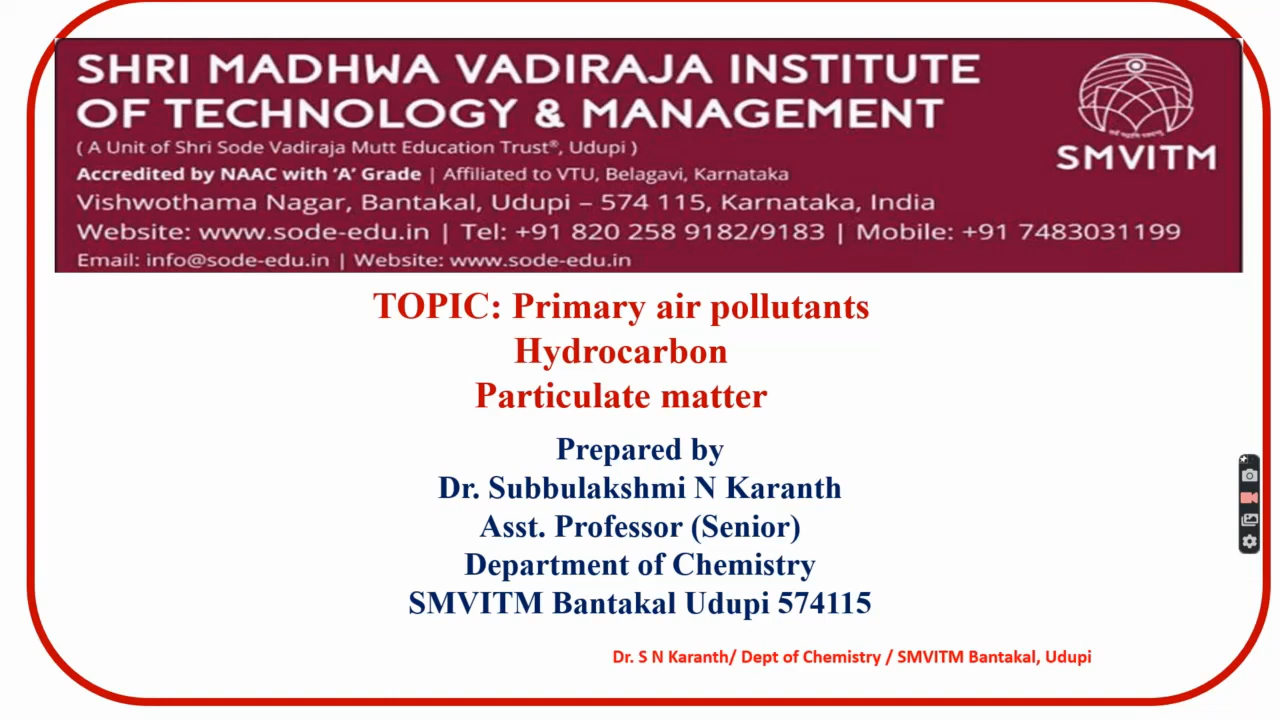 SHRI MADHWA VADIRAJA INSTITUTE
OF TECHNOLOGY & MANAGEMENT
( A Unit of Shri Sode Vadiraja Mutt Education Trust®, Udupi )
Accredited by NAAC with ‘A’ Grade | Affiliated to VTU, Belagavi, Karnataka
Vishwothama Nagar, Bantakal, Udupi – 574 115, Karnataka, India
Website: www.sode-edu.in | Tel: +91 820 258 9182/9183 | Mobile: +91 7483031199
Email: info@sode-edu.in | Website: www.sode-edu.in
SMVITM
TOPIC: Primary air pollutants
Hydrocarbon
Particulate matter
Prepared by
Dr. Subbulakshmi N Karanth
Asst. Professor (Senior)
Department of Chemistry
SMVITM Bantakal Udupi 574115
Dr. S N Karanth/ Dept of Chemistry / SMVITM Bantakal, Udupi